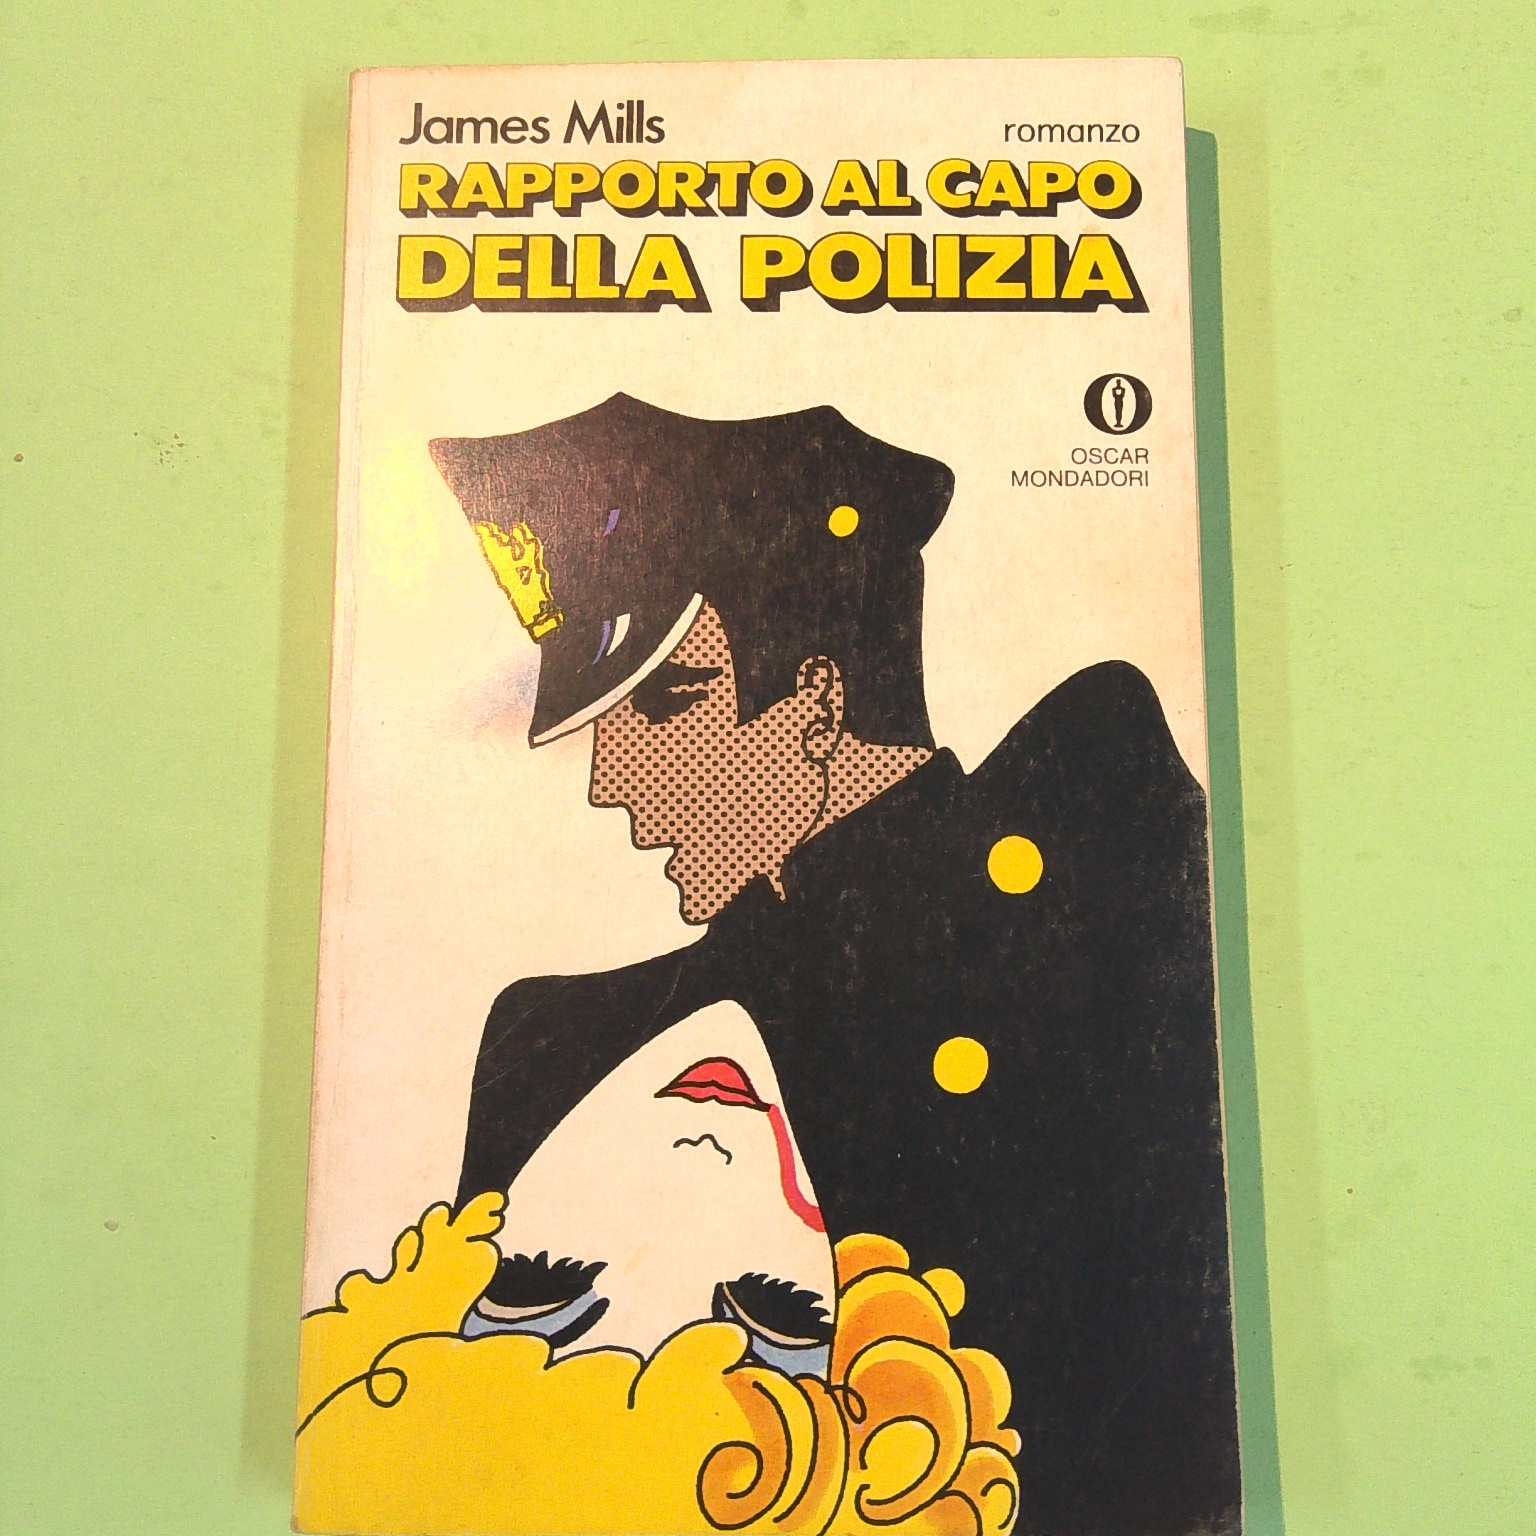 James Mills
romanzo
RAPPORTO AL CAPO
DELLA POLIZIA
OSCAR
MONDADORI